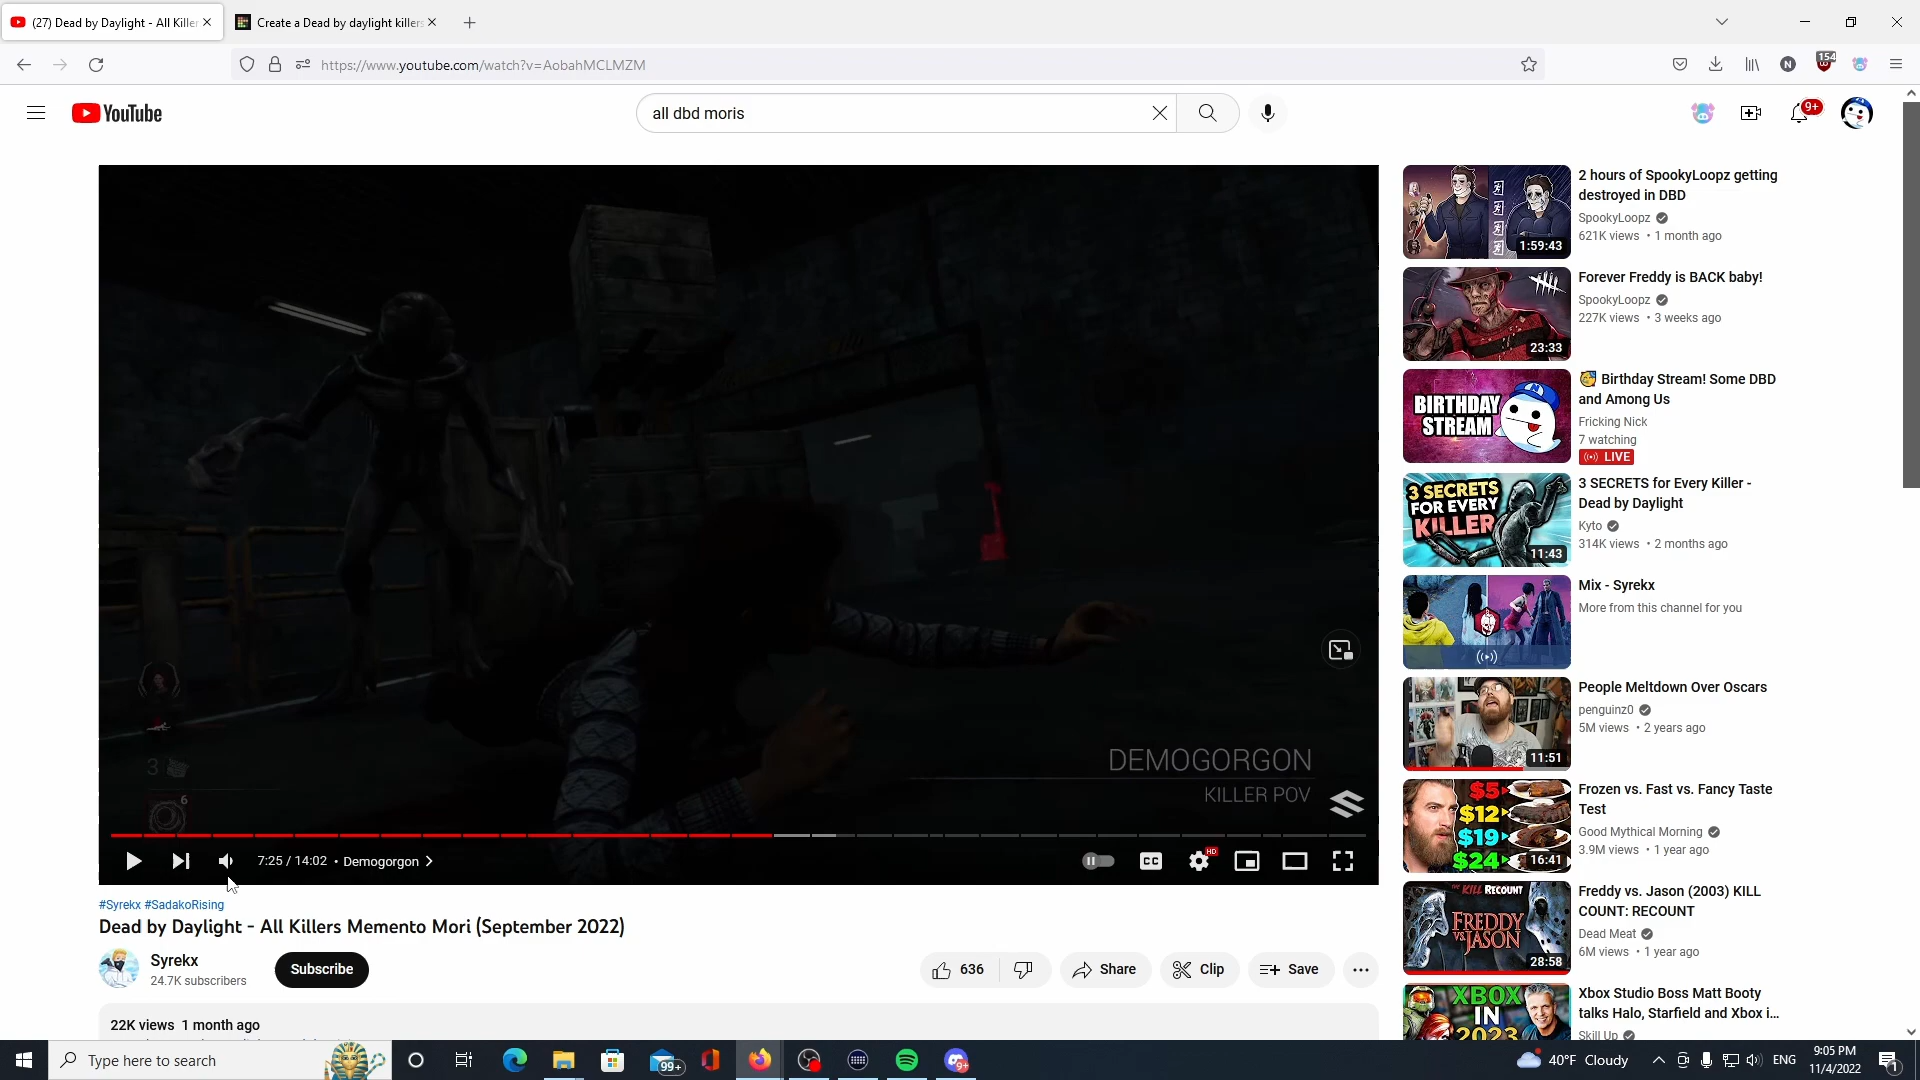 (27) Dead by Daylight - All Killer
Create a Dead by daylight killers
https://www.youtube.com/watch?v=AobahMCLMZM
154
YouTube
all dbd moris
9+
DEMOGORGON
KILLER POV
3
6
7:25 / 14:02 • Demogorgon
CC
HD
#Syrekx #SadakoRising
Dead by Daylight - All Killers Memento Mori (September 2022)
Syrekx
24.7K subscribers
Subscribe
636
Share
Clip
Save
22K views 1 month ago
1:59:43
2 hours of SpookyLoopz getting
destroyed in DBD
SpookyLoopz
621K views • 1 month ago
23:33
Forever Freddy is BACK baby!
SpookyLoopz
227K views • 3 weeks ago
BIRTHDAY
STREAM
Birthday Stream! Some DBD
and Among Us
Fricking Nick
7 watching
LIVE
3 SECRETS
FOR EVERY
KILLER
11:43
3 SECRETS for Every Killer -
Dead by Daylight
Kyto
314K views • 2 months ago
Mix - Syrekx
More from this channel for you
11:51
People Meltdown Over Oscars
penguinz0
5M views • 2 years ago
$5
$12
$19
$24
16:41
Frozen vs. Fast vs. Fancy Taste
Test
Good Mythical Morning
3.9M views • 1 year ago
THE KILL RECOUNT
FREDDY
VS. JASON
28:58
Freddy vs. Jason (2003) KILL
COUNT: RECOUNT
Dead Meat
6M views • 1 year ago
XBOX
IN
2023
Xbox Studio Boss Matt Booty
talks Halo, Starfield and Xbox i...
Skill Up
Type here to search
99+
9+
40°F Cloudy
ENG
9:05 PM
11/4/2022
1